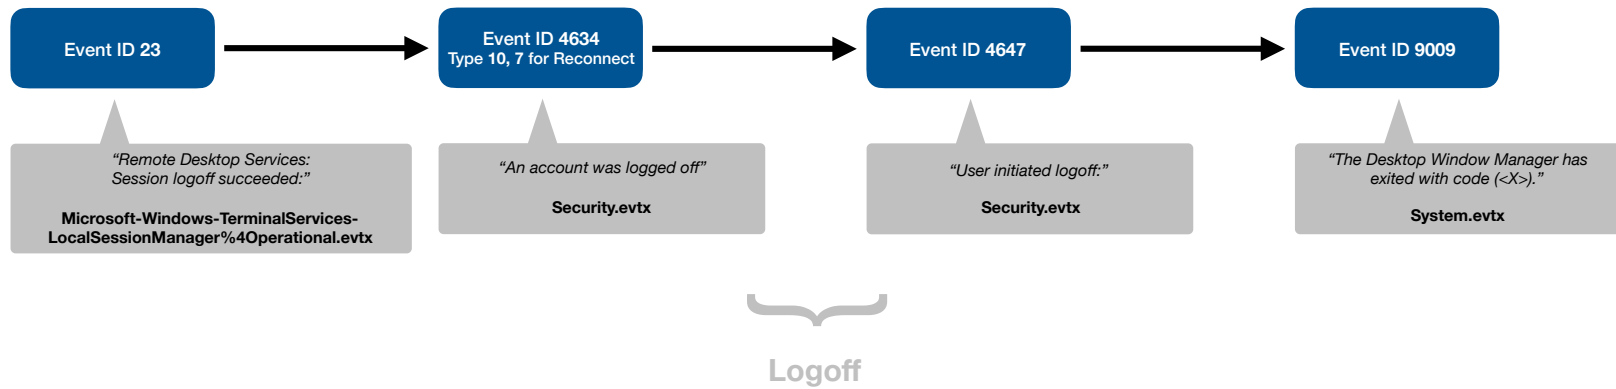 Event ID 23
Event ID 4634
Type 10, 7 for Reconnect
Event ID 4647
Event ID 9009
“Remote Desktop Services:
Session logoff succeeded:”
Microsoft-Windows-TerminalServices-
LocalSessionManager%4Operational.evtx
“An account was logged off”
Security.evtx
“User initiated logoff:”
Security.evtx
“The Desktop Window Manager has
exited with code (<X>).”
System.evtx
Logoff